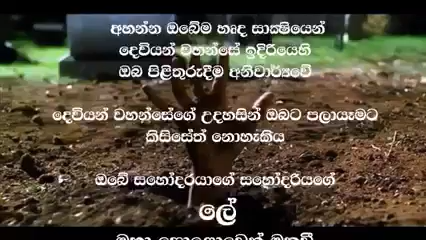 අහන්න ඔබේම හෘද සාක්ෂියෙන්
දෙවියන් වහන්සේ ඉදිරියෙහි
ඔබ පිළිතුරුදීම අනිවාර්යවේ
දෙවියන් වහන්සේගේ උදහසින් ඔබට පලායෑමට
කිසිසේත් නොහැකිය
ඔබේ සහෝදරයාගේ සහෝදරියගේ
ලේ